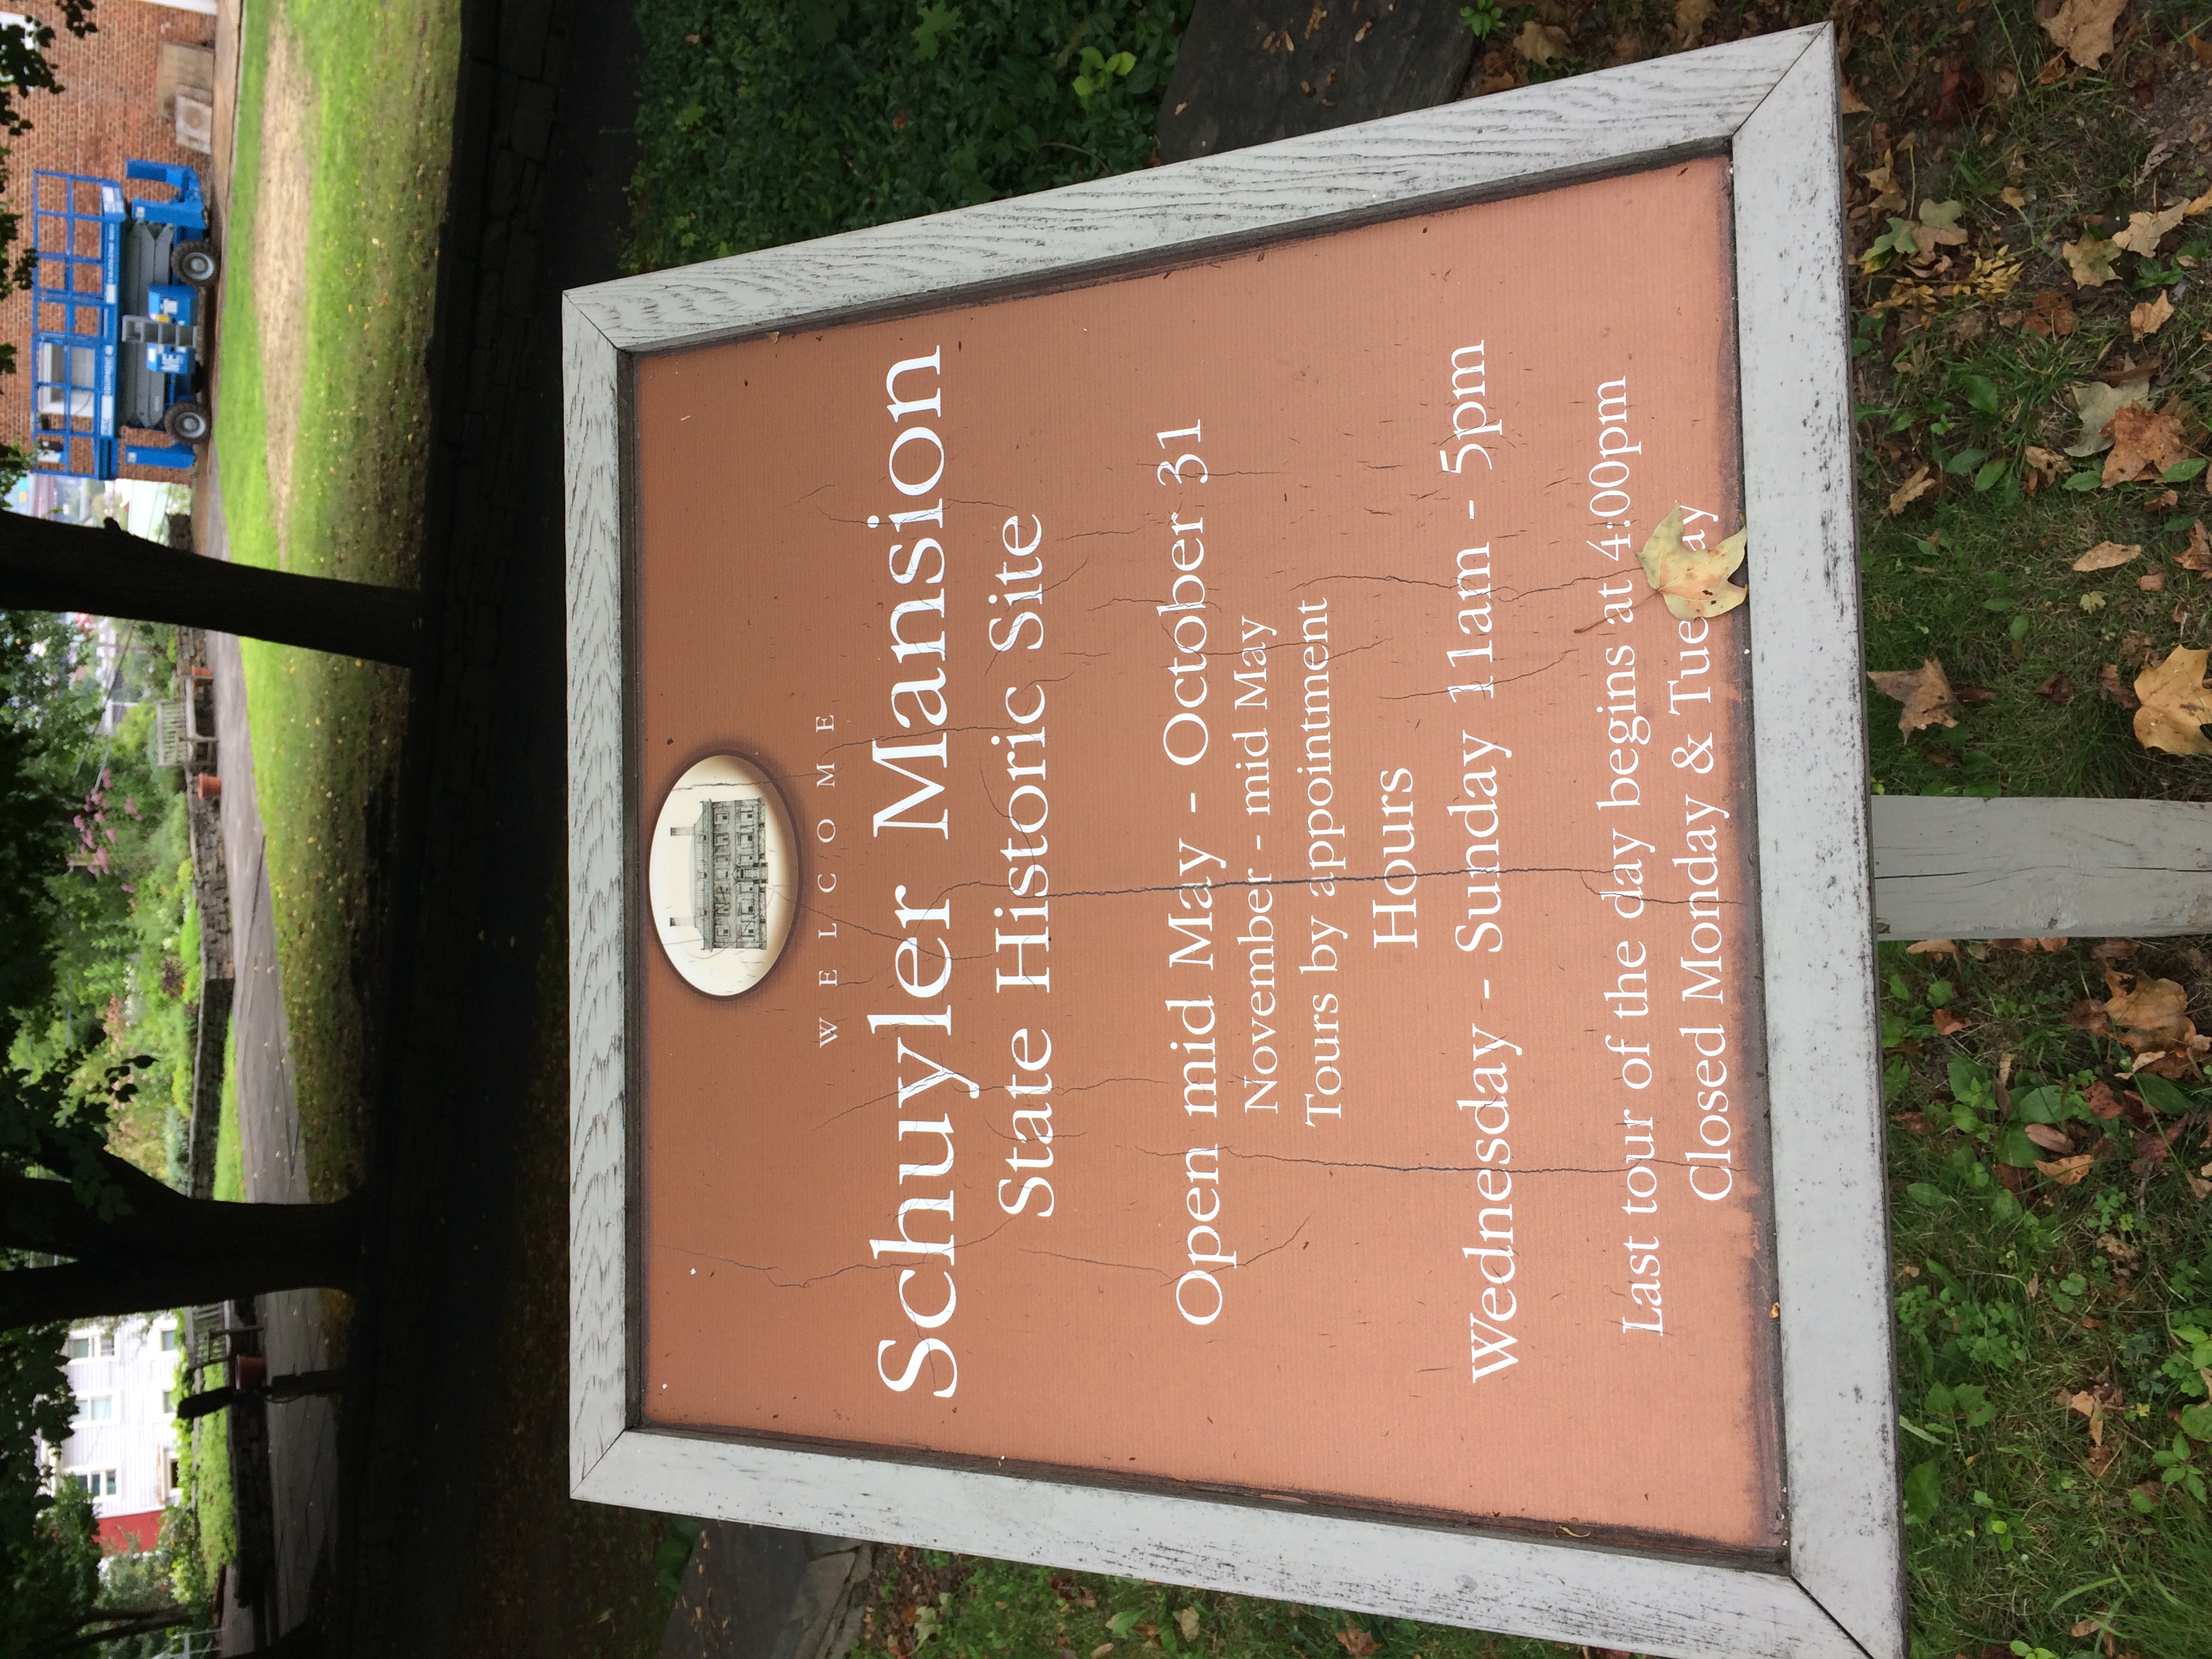 WELCOME
Schuyler Mansion
State Historic Site
Open mid May - October 31
November - mid May
Tours by appointment
Hours
Wednesday - Sunday 11am - 5pm
Last tour of the day begins at 4:00pm
Closed Monday & Tuesday